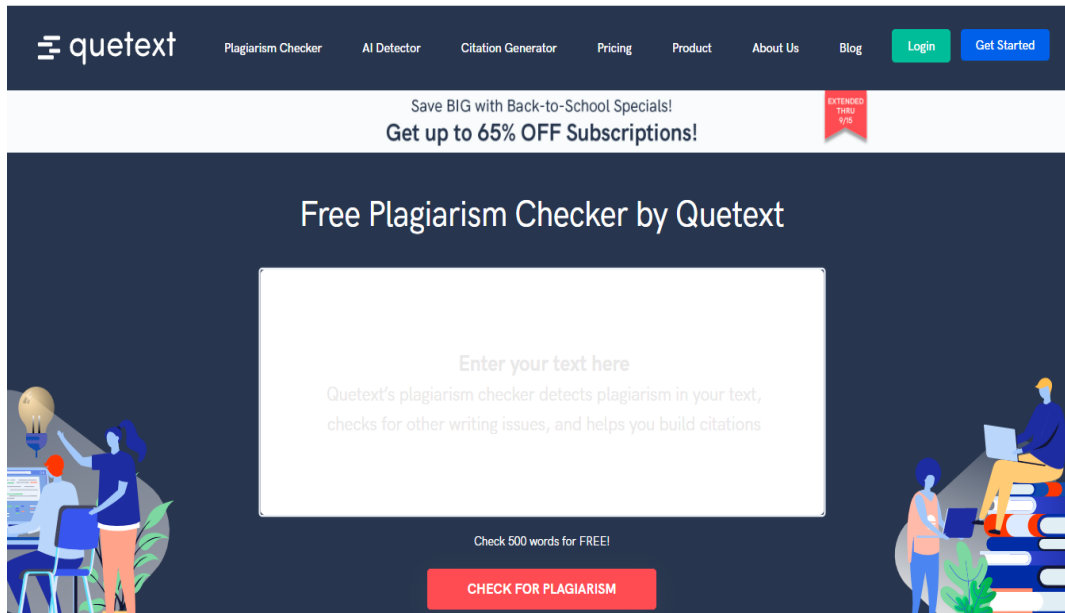 quetext
Plagiarism Checker AI Detector Citation Generator Pricing Product About Us Blog Login Get Started
Save BIG with Back-to-School Specials!
Get up to 65% OFF Subscriptions!
EXTENDED
THRU
9/15
Free Plagiarism Checker by Quetext
Enter your text here
Quetext's plagiarism checker detects plagiarism in your text,
checks for other writing issues, and helps you build citations
Check 500 words for FREE!
CHECK FOR PLAGIARISM